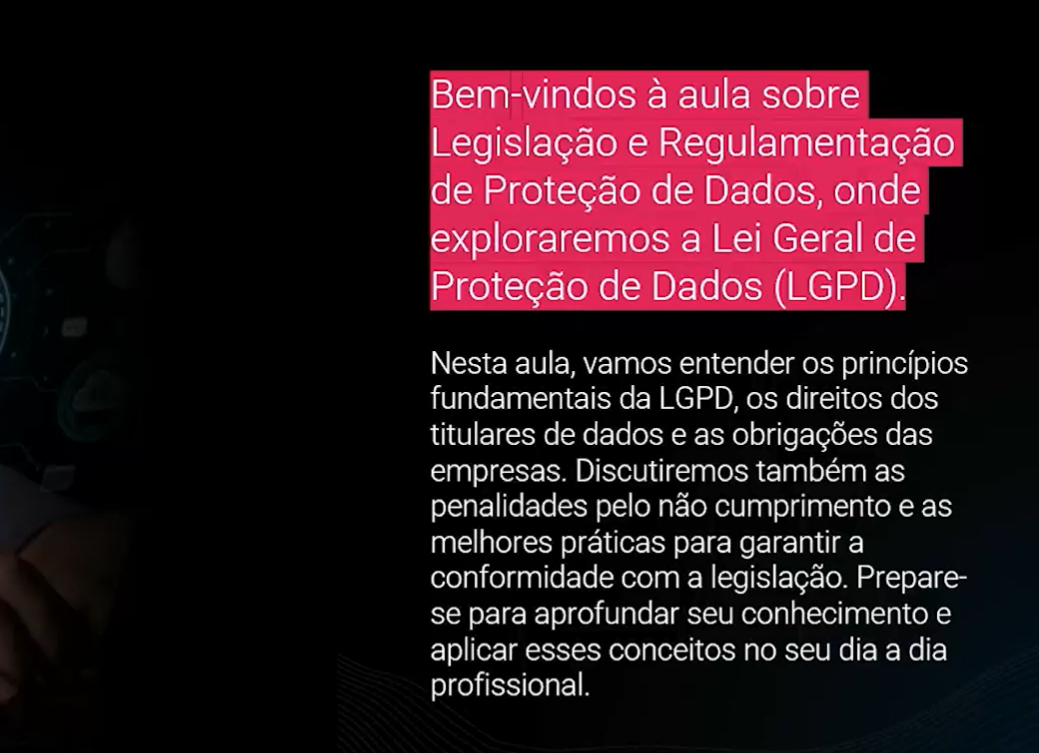 Bem-vindos à aula sobre
Legislação e Regulamentação
de Proteção de Dados, onde
exploraremos a Lei Geral de
Proteção de Dados (LGPD).
Nesta aula, vamos entender os princípios
fundamentais da LGPD, os direitos dos
titulares de dados e as obrigações das
empresas. Discutiremos também as
penalidades pelo não cumprimento e as
melhores práticas para garantir a
conformidade com a legislação. Prepare-
se para aprofundar seu conhecimento e
aplicar esses conceitos no seu dia a dia
profissional.